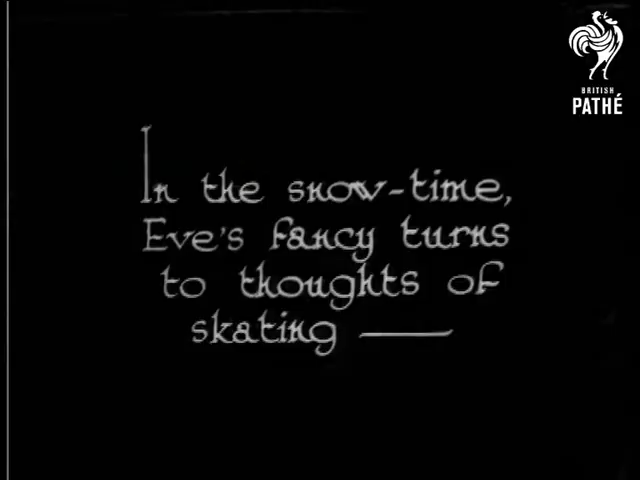 BRITISH
PATHÉ
In the snow-time,
Eve's fancy turns
to thoughts of
skating —